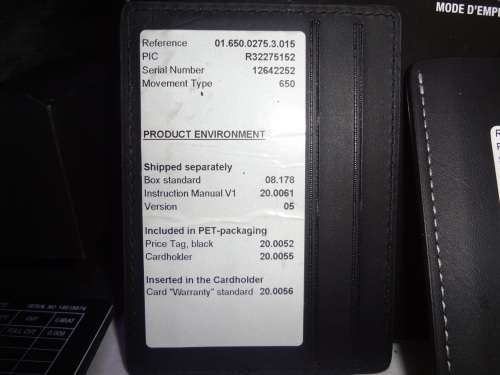 MODE D'EMPL
Reference 01.650.0275.3.015
PIC R32275152
Serial Number 12642252
Movement Type 650
PRODUCT ENVIRONMENT
Shipped separately
Box standard 08.178
Instruction Manual V1 20.0061
Version 05
Included in PET-packaging
Price Tag, black 20.0052
Cardholder 20.0055
Inserted in the Cardholder
Card "Warranty" standard 20.0056